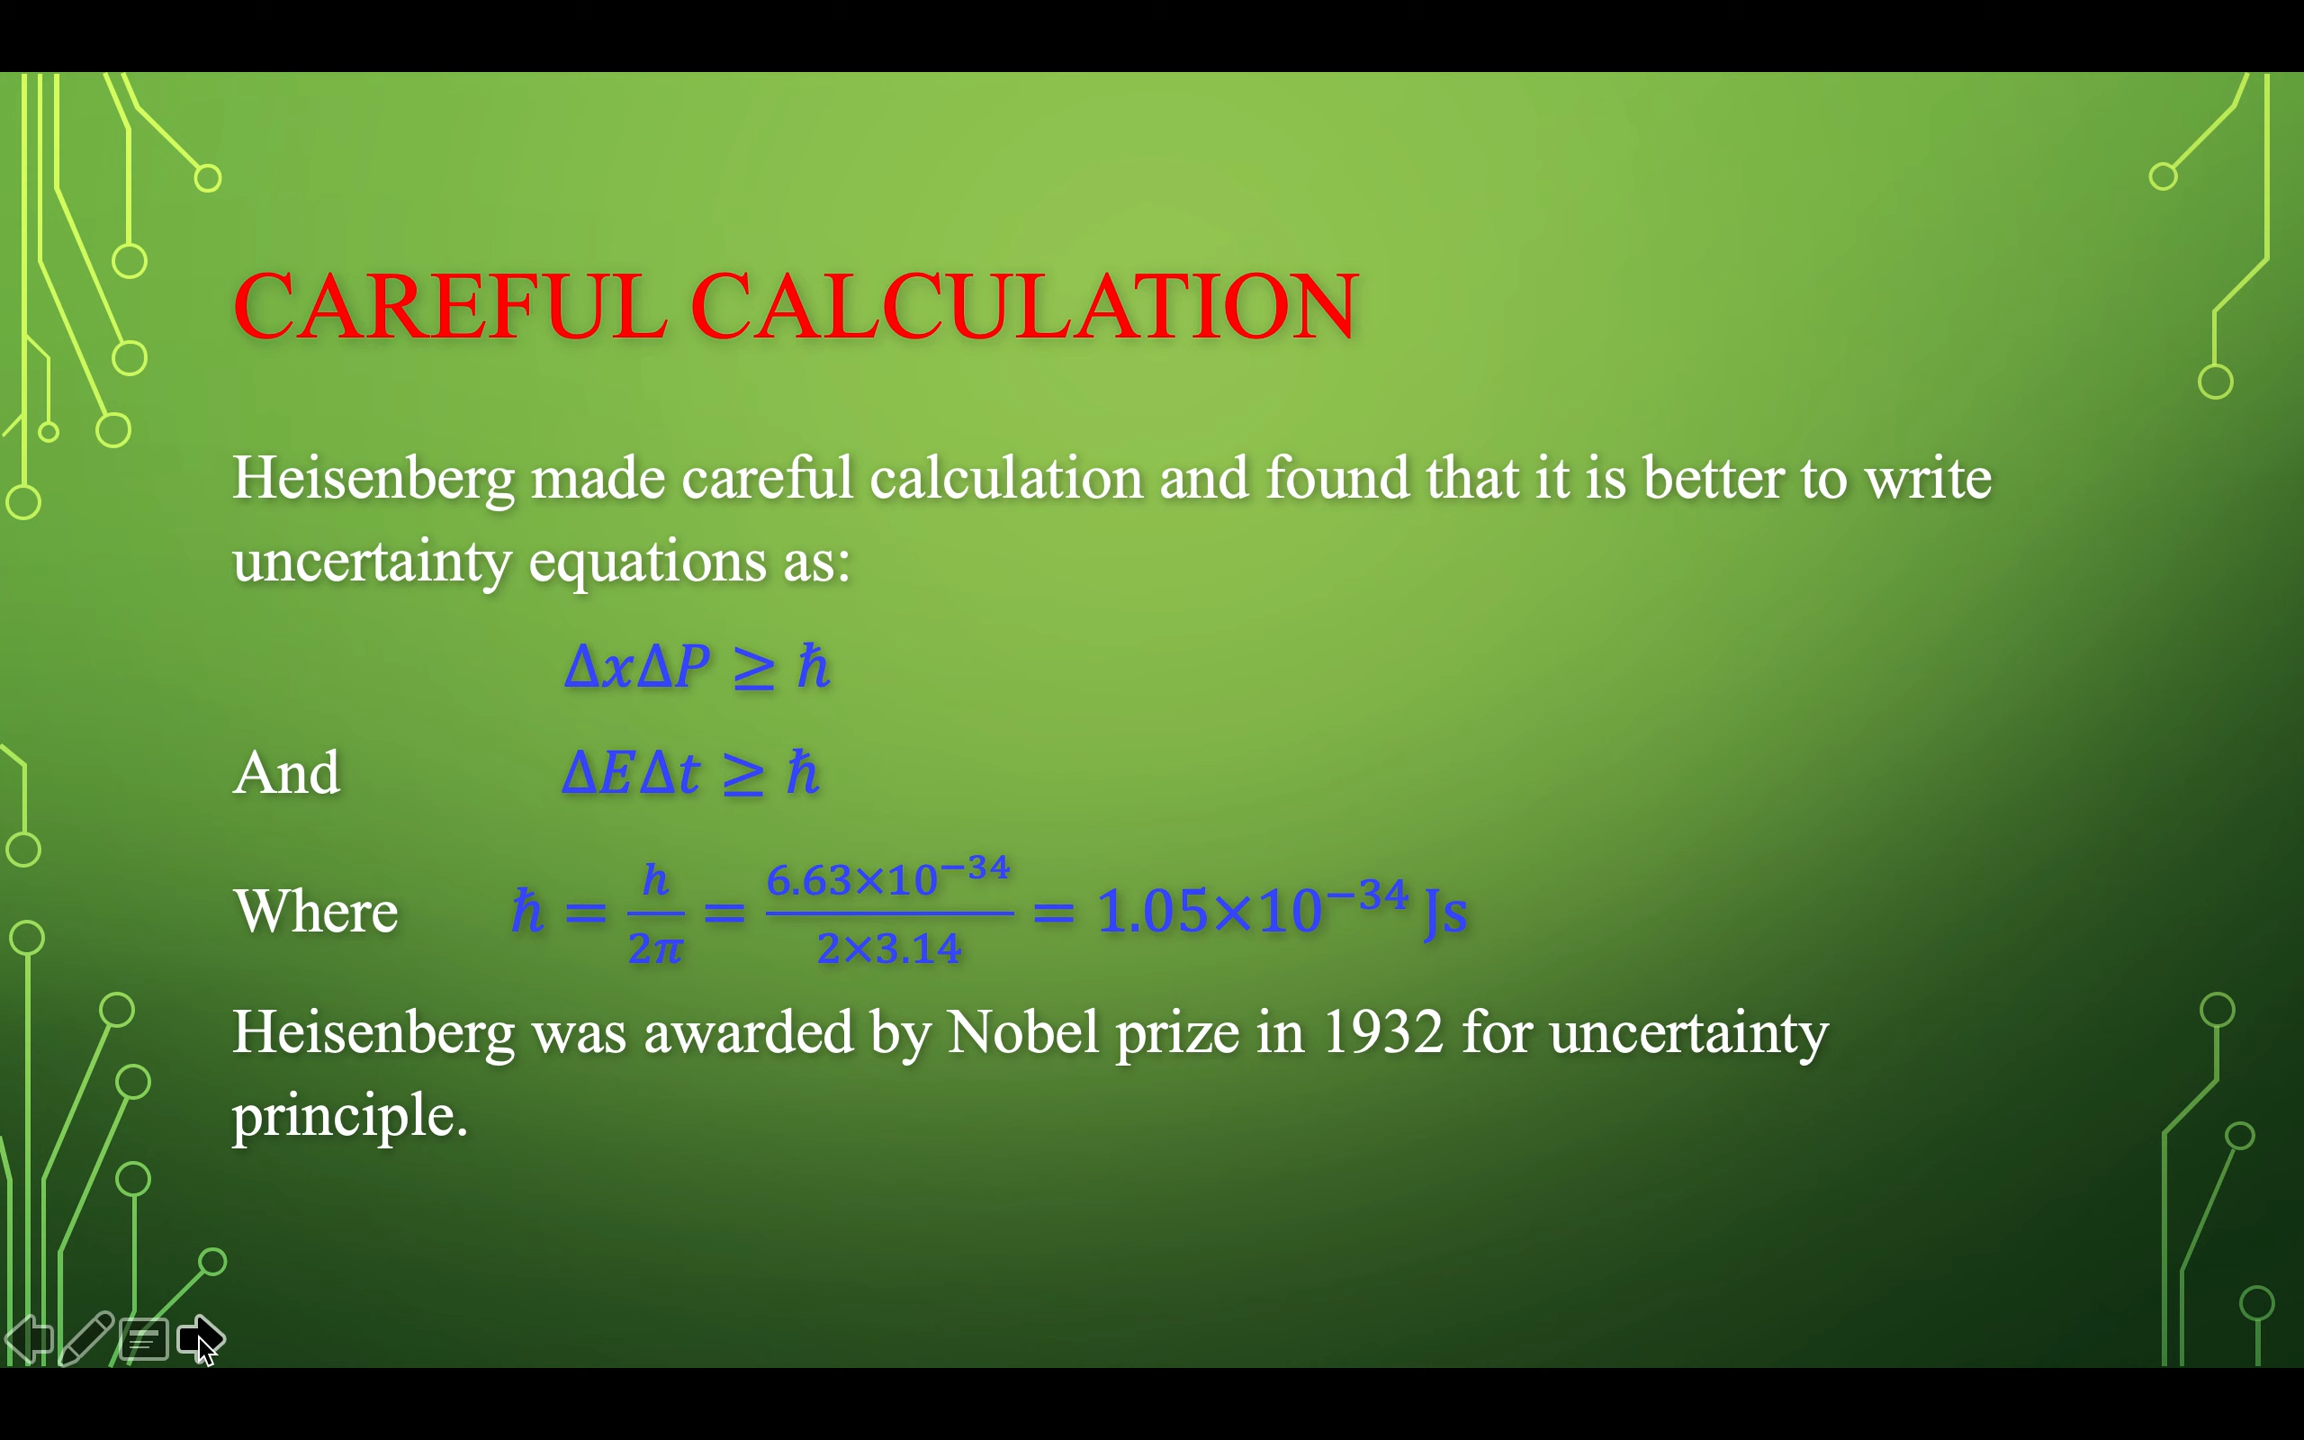 CAREFUL CALCULATION
Heisenberg made careful calculation and found that it is better to write
uncertainty equations as:
ΔxΔP ≥ ℏ
And ΔEΔt ≥ ℏ
Where ℏ = h/2π = 6.63×10⁻³⁴/2×3.14 = 1.05×10⁻³⁴ Js
Heisenberg was awarded by Nobel prize in 1932 for uncertainty
principle.